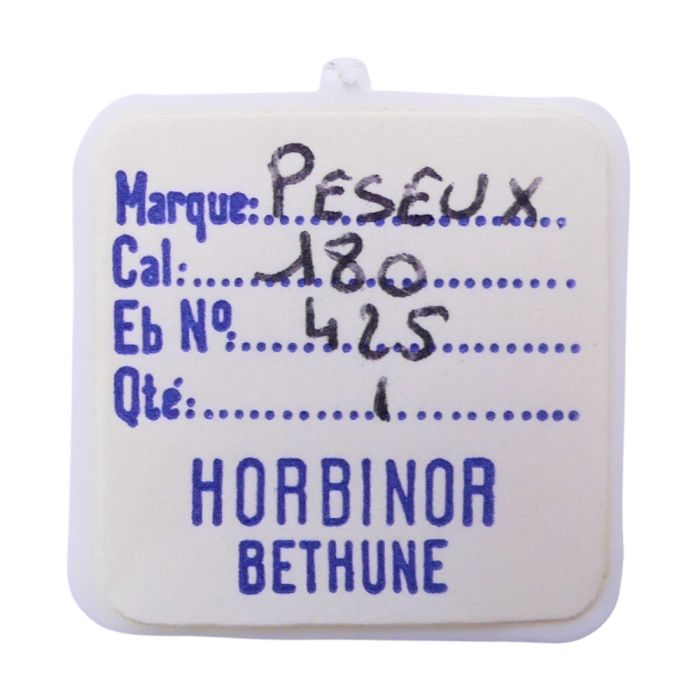 Marque: PESEUX
Cal: 180
Eb Nº: 425
Qté: 1
HORBINOR
BETHUNE